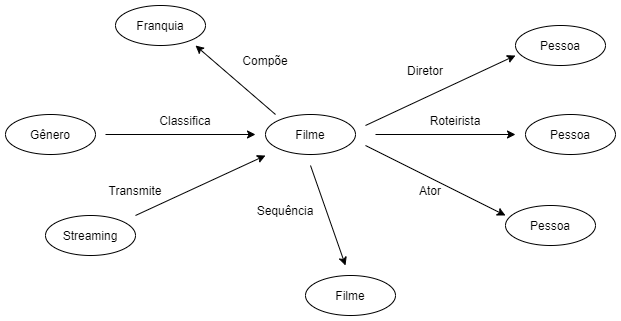 Franquia
Pessoa
Compõe
Diretor
Gênero
Classifica
Filme
Roteirista
Pessoa
Transmite
Ator
Streaming
Sequência
Pessoa
Filme